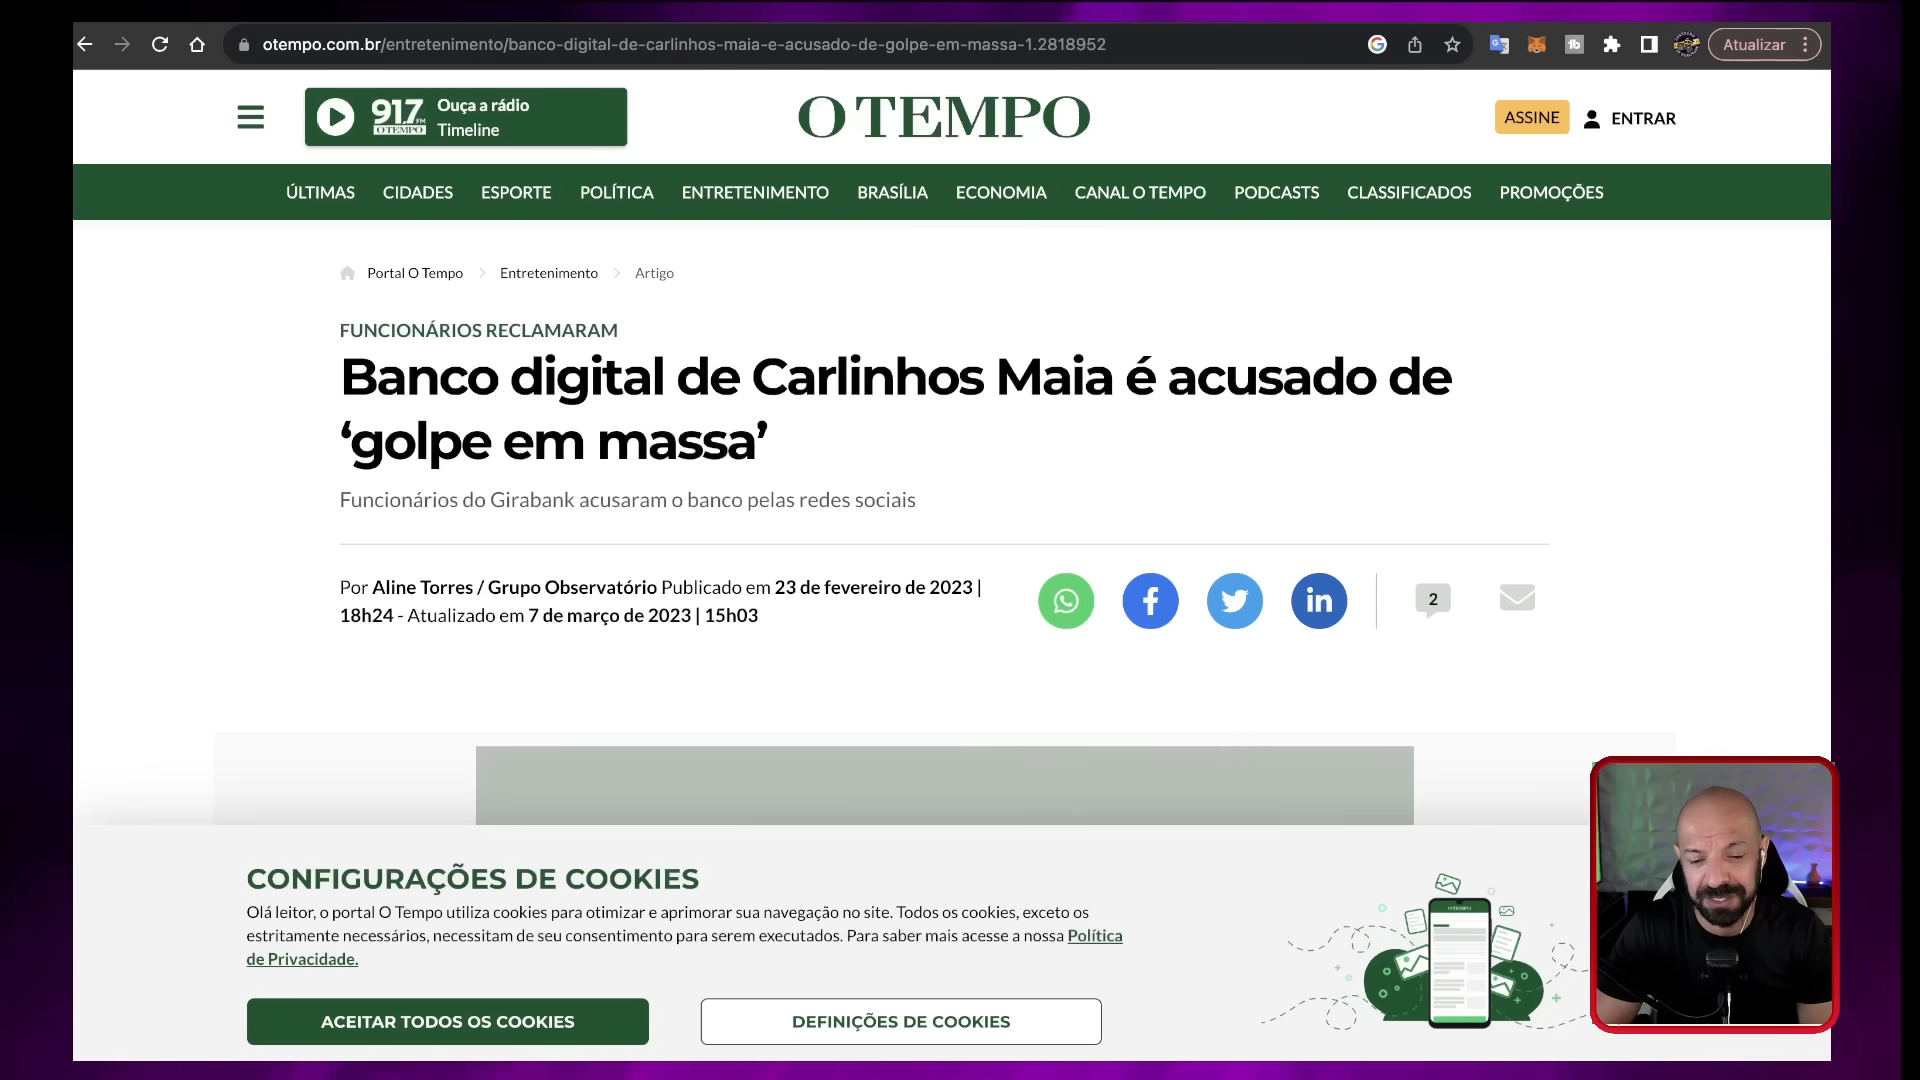 otempo.com.br/entretenimento/banco-digital-de-carlinhos-maia-e-acusado-de-golpe-em-massa-1.2818952
Atualizar
917 FM
O TEMPO
Ouça a rádio
Timeline
O TEMPO
ASSINE
ENTRAR
ÚLTIMAS CIDADES ESPORTE POLÍTICA ENTRETENIMENTO BRASÍLIA ECONOMIA CANAL O TEMPO PODCASTS CLASSIFICADOS PROMOÇÕES
Portal O Tempo > Entretenimento > Artigo
FUNCIONÁRIOS RECLAMARAM
Banco digital de Carlinhos Maia é acusado de
‘golpe em massa’
Funcionários do Girabank acusaram o banco pelas redes sociais
Por Aline Torres / Grupo Observatório Publicado em 23 de fevereiro de 2023 |
18h24 - Atualizado em 7 de março de 2023 | 15h03
2
CONFIGURAÇÕES DE COOKIES
Olá leitor, o portal O Tempo utiliza cookies para otimizar e aprimorar sua navegação no site. Todos os cookies, exceto os
estritamente necessários, necessitam de seu consentimento para serem executados. Para saber mais acesse a nossa Política
de Privacidade.
ACEITAR TODOS OS COOKIES
DEFINIÇÕES DE COOKIES